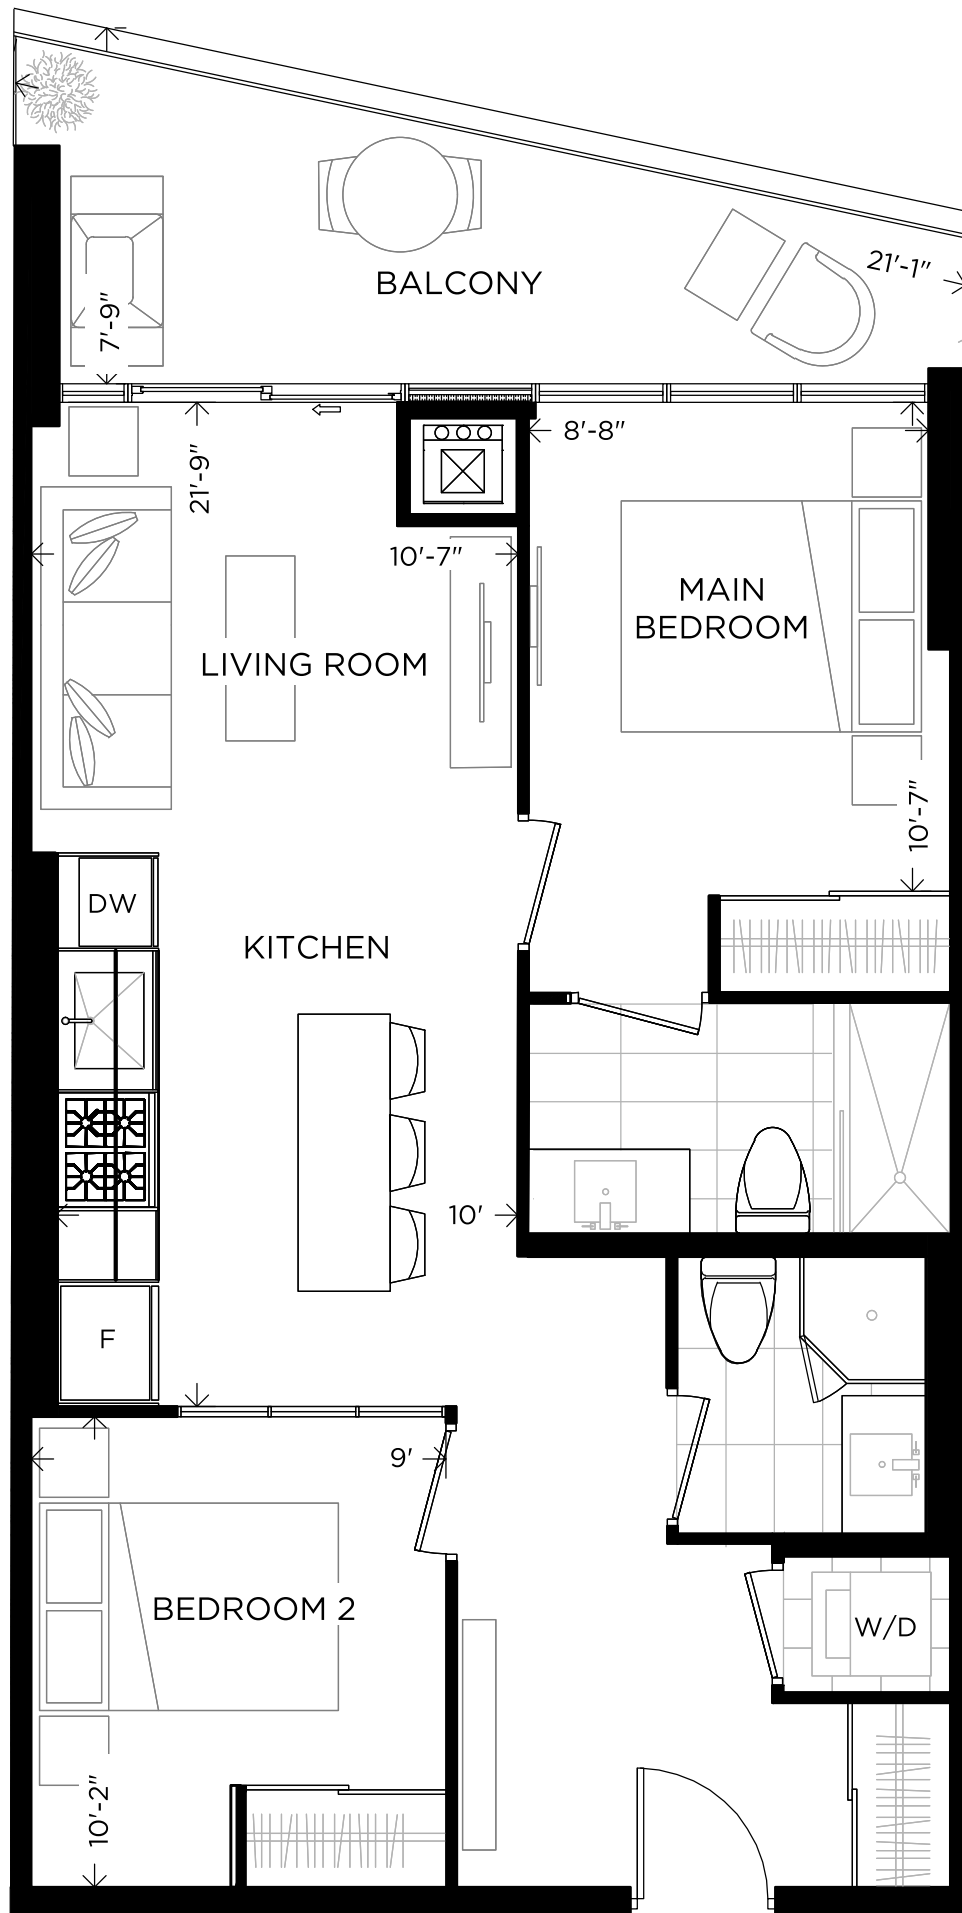 21'-1"
BALCONY
7'-9"
8'-8"
21'-9"
10'-7"
MAIN
BEDROOM
LIVING ROOM
10'-7"
DW
KITCHEN
10'
F
9'
BEDROOM 2
W/D
10'-2"